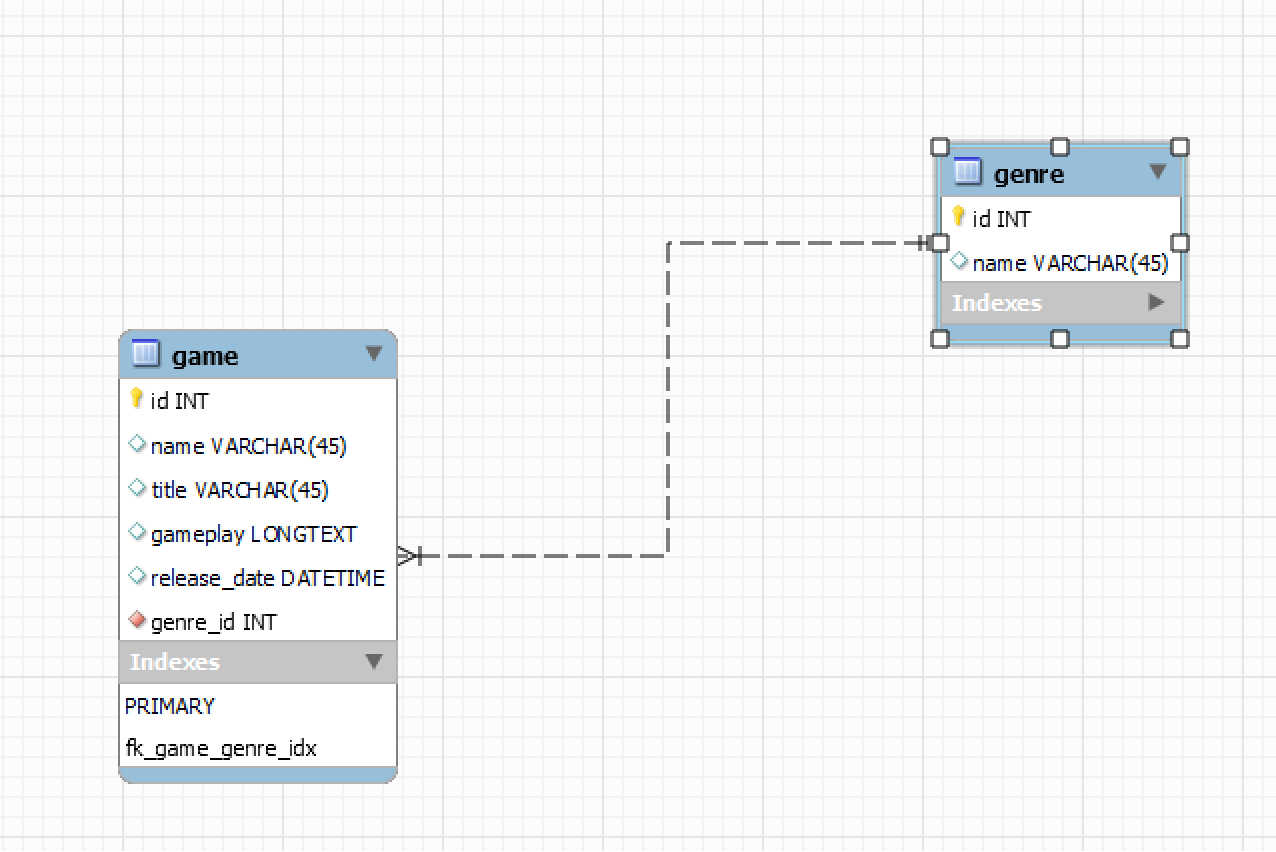 genre
id INT
name VARCHAR(45)
Indexes
game
id INT
name VARCHAR(45)
title VARCHAR(45)
gameplay LONGTEXT
release_date DATETIME
genre_id INT
Indexes
PRIMARY
fk_game_genre_idx